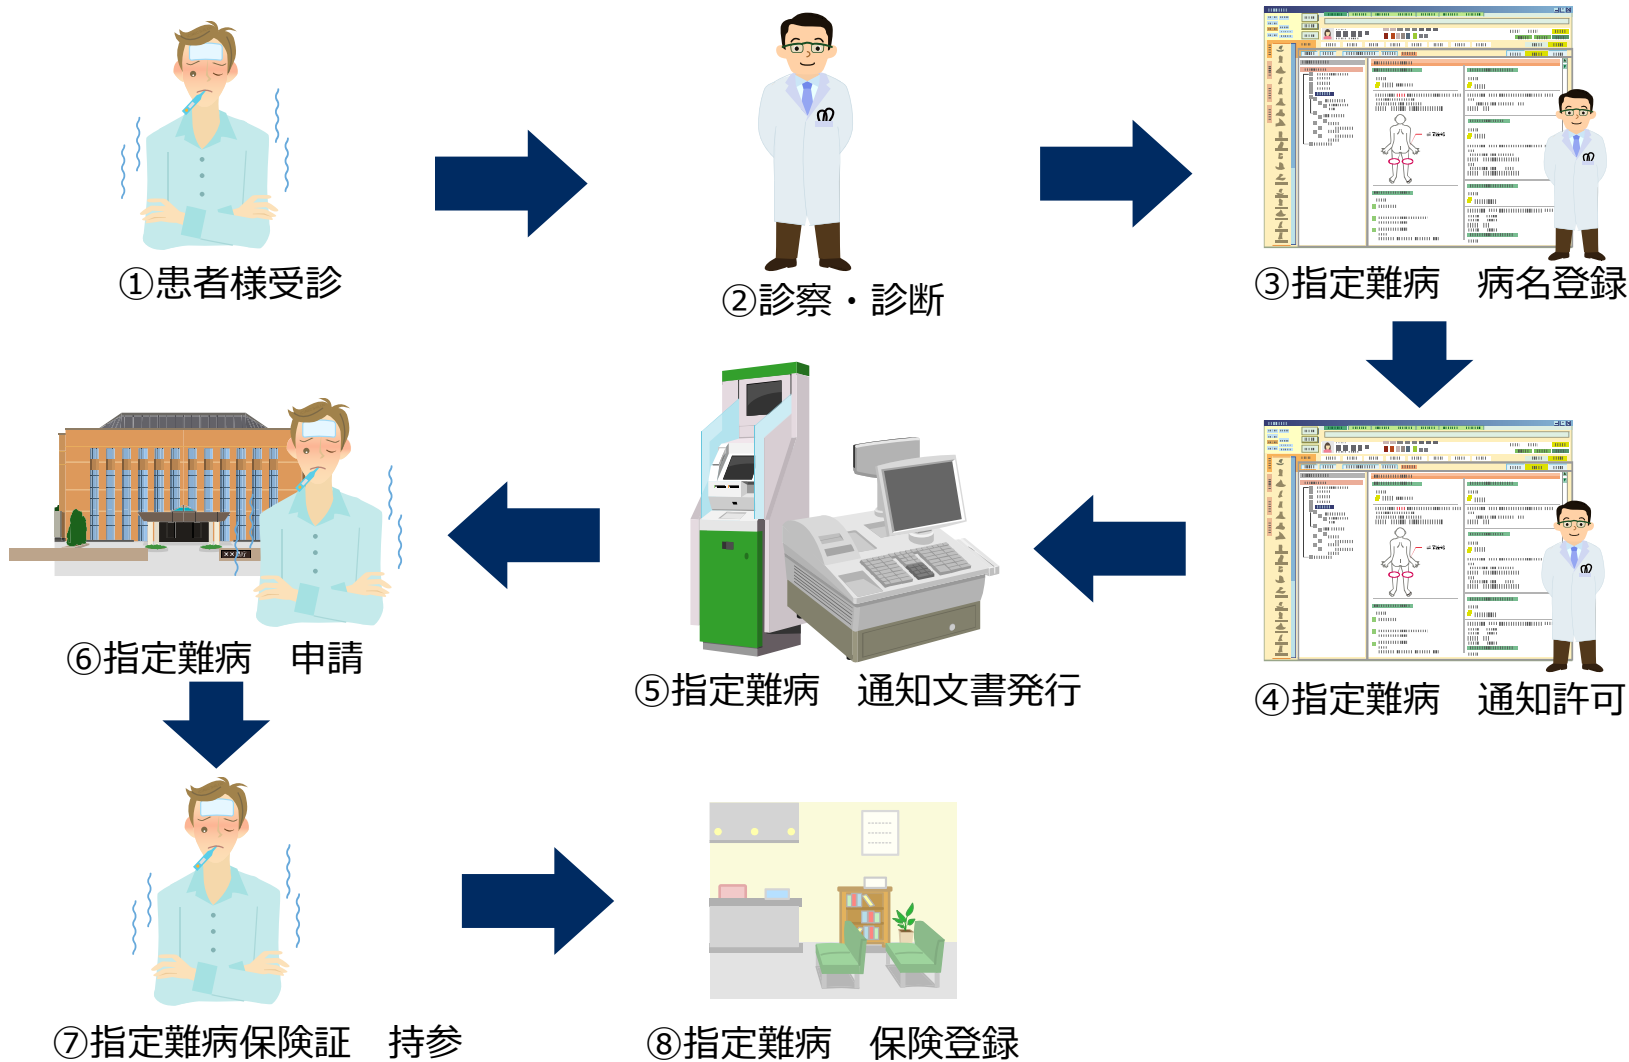 ①患者様受診
②診察・診断
③指定難病　病名登録
④指定難病　通知許可
⑤指定難病　通知文書発行
⑥指定難病　申請
⑦指定難病保険証　持参
⑧指定難病　保険登録